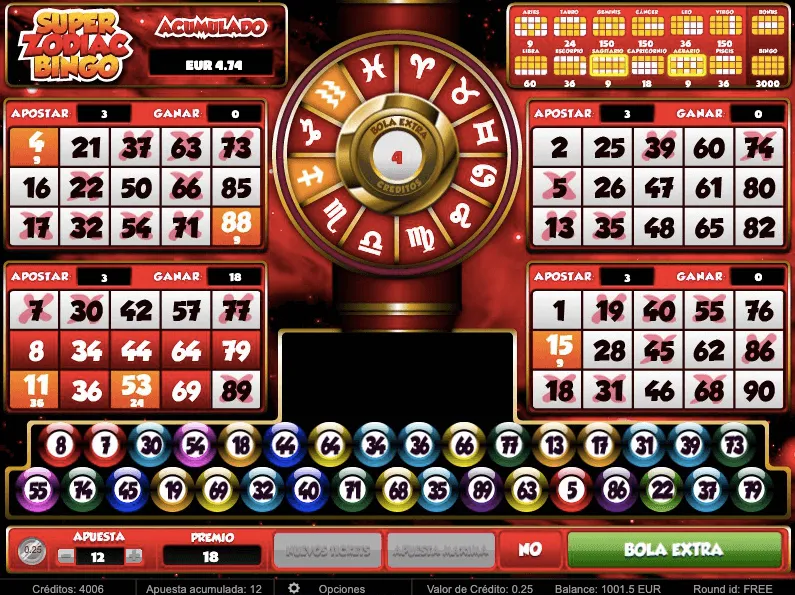 SUPER
ZODIAC
BINGO
ACUMULADO
EUR 4.74
ARIES TAURO GEMINIS CÁNCER LEO VIRGO BONUS
9 24 150 150 36 150
LIBRA ESCORPIO SAGITARIO CAPRICORNIO ACUARIO PISCIS BINGO
60 36 9 18 9 36 3000
BOLA EXTRA
4
CRÉDITOS
APOSTAR 3 GANAR 0
4 21 37 63 73
9
16 22 50 66 85
17 32 54 71 88
9
APOSTAR 3 GANAR 0
2 25 39 60 74
5 26 47 61 80
13 35 48 65 82
APOSTAR 3 GANAR 18
7 30 42 57 77
8 34 44 64 79
11 36 53 69 89
36 24
APOSTAR 3 GANAR 0
1 19 40 55 76
15 28 45 62 86
9
18 31 46 68 90
8 7 30 54 18 44 64 34 36 66 77 13 17 31 39 73
55 74 45 19 69 32 40 71 68 35 89 63 5 86 22 37 79
0.25
APUESTA
- 12 +
PREMIO
18
NUEVOS TICKETS
APUESTA MAXIMA
NO
BOLA EXTRA
Créditos: 4006 Apuesta acumulada: 12 Opciones Valor de Crédito: 0.25 Balance: 1001.5 EUR Round id: FREE